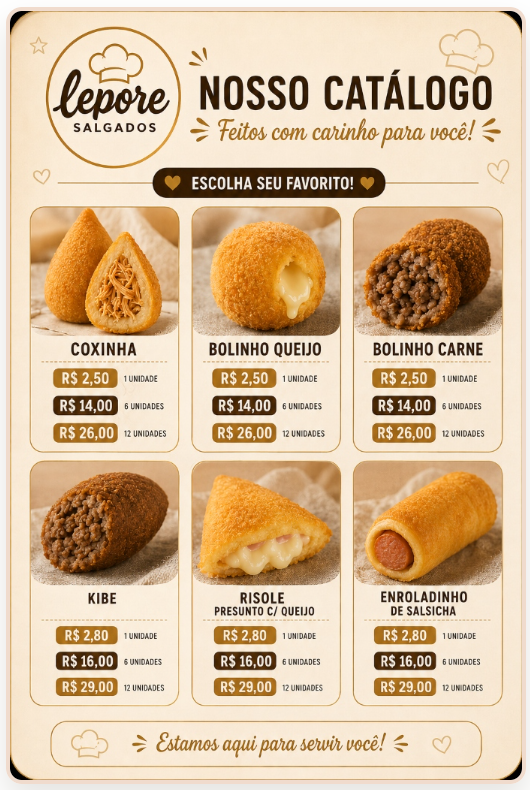 lepore
SALGADOS
NOSSO CATÁLOGO
Feitos com carinho para você!
ESCOLHA SEU FAVORITO!
COXINHA
R$ 2,50 1 UNIDADE
R$ 14,00 6 UNIDADES
R$ 26,00 12 UNIDADES
BOLINHO QUEIJO
R$ 2,50 1 UNIDADE
R$ 14,00 6 UNIDADES
R$ 26,00 12 UNIDADES
BOLINHO CARNE
R$ 2,50 1 UNIDADE
R$ 14,00 6 UNIDADES
R$ 26,00 12 UNIDADES
KIBE
R$ 2,80 1 UNIDADE
R$ 16,00 6 UNIDADES
R$ 29,00 12 UNIDADES
RISOLE
PRESUNTO C/ QUEIJO
R$ 2,80 1 UNIDADE
R$ 16,00 6 UNIDADES
R$ 29,00 12 UNIDADES
ENROLADINHO
DE SALSICHA
R$ 2,80 1 UNIDADE
R$ 16,00 6 UNIDADES
R$ 29,00 12 UNIDADES
Estamos aqui para servir você!